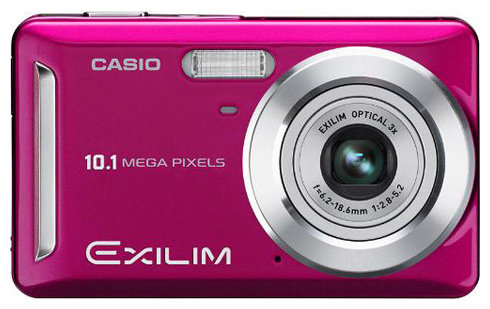 CASIO
EXILIM OPTICAL 3x
10.1 MEGA PIXELS
f=6.2-18.6mm 1:2.8-5.2
EXILIM